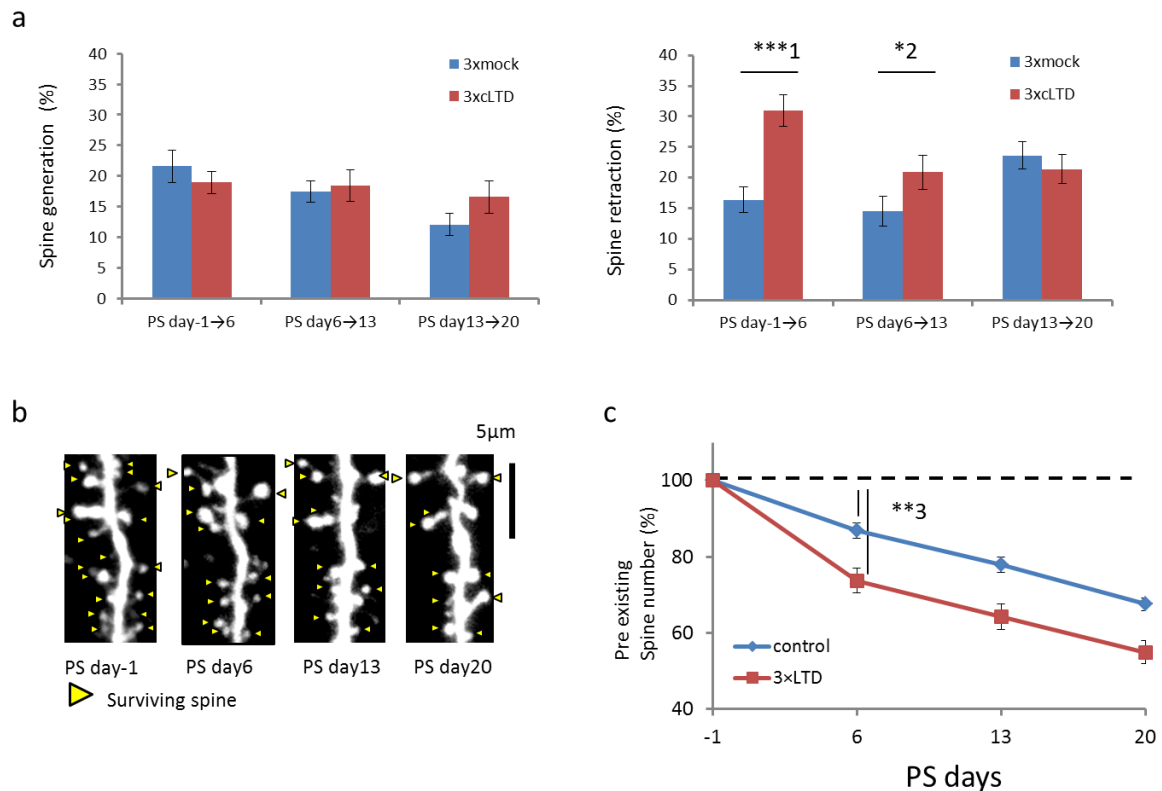 a
Spine generation (%)
40
35
30
25
20
15
10
5
0
3xmock
3xcLTD
PS day-1→6
PS day6→13
PS day13→20
Spine retraction (%)
40
35
30
25
20
15
10
5
0
***1
*2
3xmock
3xcLTD
PS day-1→6
PS day6→13
PS day13→20
b
5μm
PS day-1
PS day6
PS day13
PS day20
Surviving spine
c
Pre existing
Spine number (%)
100
80
60
40
**3
control
3×LTD
-1
6
13
20
PS days